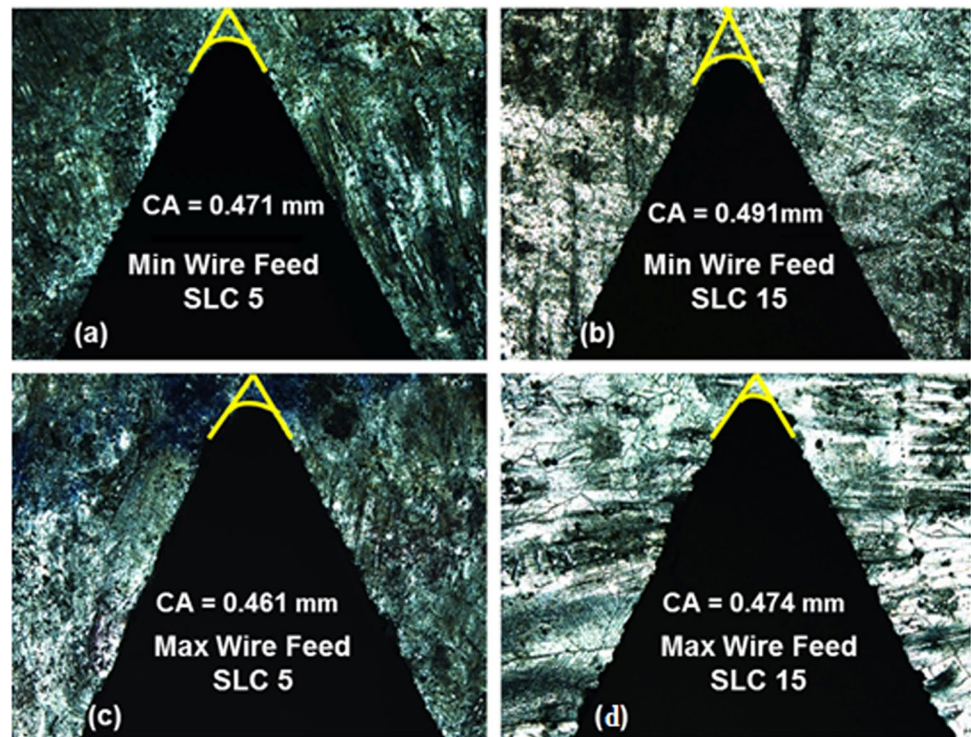 CA = 0.471 mm
Min Wire Feed
SLC 5
(a)
CA = 0.491mm
Min Wire Feed
SLC 15
(b)
CA = 0.461 mm
Max Wire Feed
SLC 5
(c)
CA = 0.474 mm
Max Wire Feed
SLC 15
(d)